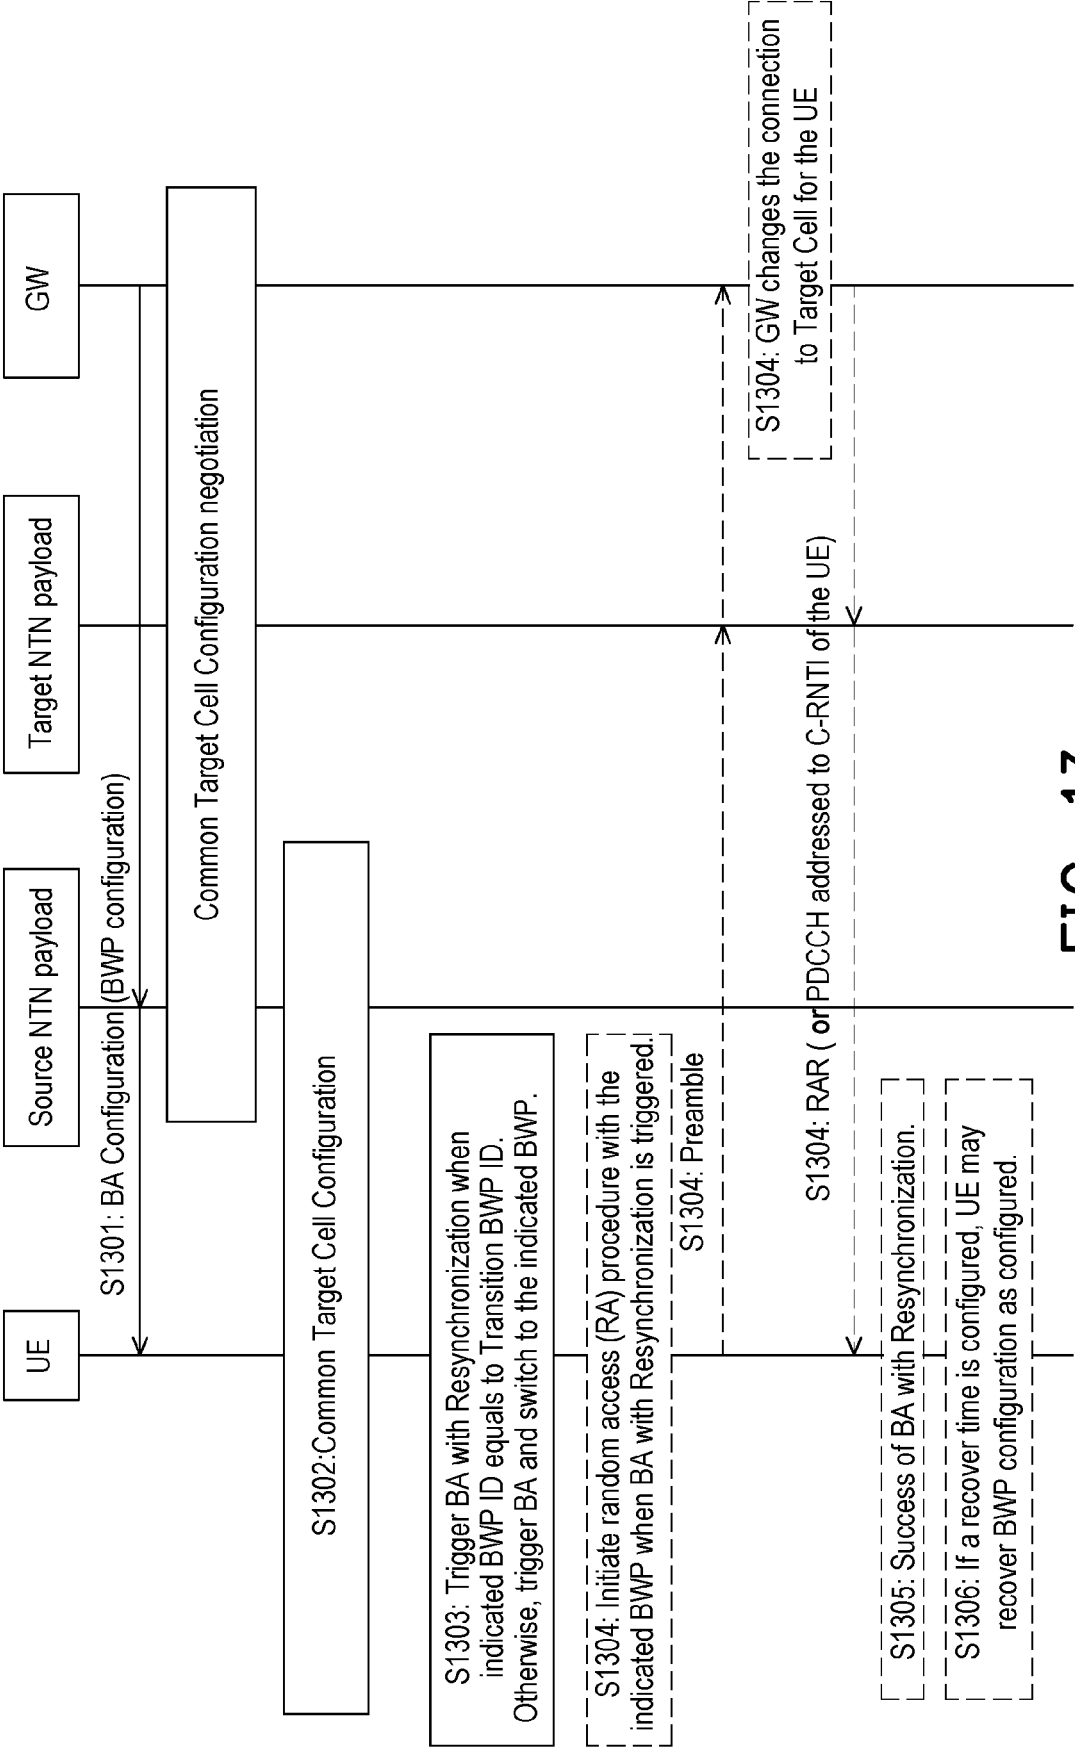 UE
Source NTN payload
Target NTN payload
GW
S1301: BA Configuration (BWP configuration)
Common Target Cell Configuration negotiation
S1302:Common Target Cell Configuration
S1303: Trigger BA with Resynchronization when
indicated BWP ID equals to Transition BWP ID.
Otherwise, trigger BA and switch to the indicated BWP.
S1304: Initiate random access (RA) procedure with the
indicated BWP when BA with Resynchronization is triggered.
S1304: Preamble
S1304: GW changes the connection
to Target Cell for the UE
S1304: RAR ( or PDCCH addressed to C-RNTI of the UE)
S1305: Success of BA with Resynchronization.
S1306: If a recover time is configured, UE may
recover BWP configuration as configured.